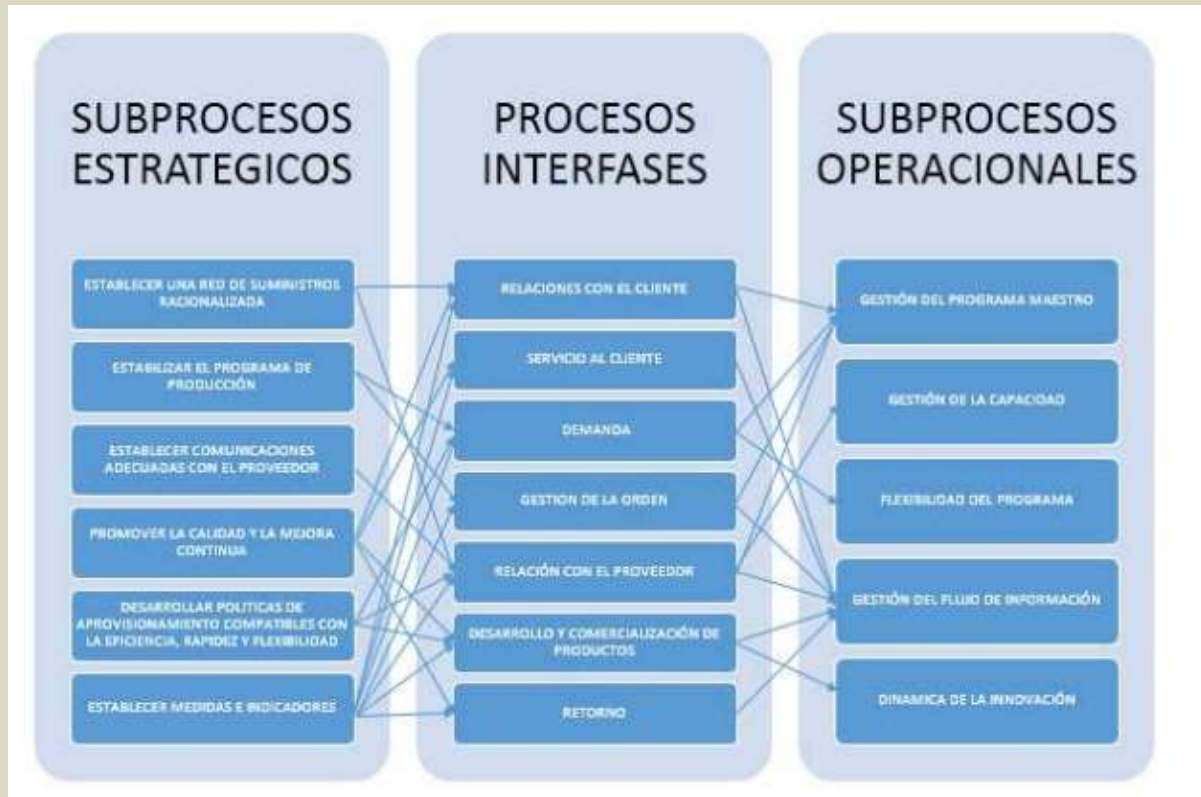 SUBPROCESOS
ESTRATEGICOS
ESTABLECER UNA RED DE SUMINISTROS
RACIONALIZADA
ESTABILIZAR EL PROGRAMA DE
PRODUCCIÓN
ESTABLECER COMUNICACIONES
ADECUADAS CON EL PROVEEDOR
PROMOVER LA CALIDAD Y LA MEJORA
CONTINUA
DESARROLLAR POLITICAS DE
APROVISIONAMIENTO COMPATIBLES CON
LA EFICIENCIA, RAPIDEZ Y FLEXIBILIDAD
ESTABLECER MEDIDAS E INDICADORES
PROCESOS
INTERFASES
RELACIONES CON EL CLIENTE
SERVICIO AL CLIENTE
DEMANDA
GESTION DE LA ORDEN
RELACIÓN CON EL PROVEEDOR
DESARROLLO Y COMERCIALIZACIÓN DE
PRODUCTOS
RETORNO
SUBPROCESOS
OPERACIONALES
GESTIÓN DEL PROGRAMA MAESTRO
GESTIÓN DE LA CAPACIDAD
FLEXIBILIDAD DEL PROGRAMA
GESTIÓN DEL FLUJO DE INFORMACIÓN
DINAMICA DE LA INNOVACIÓN